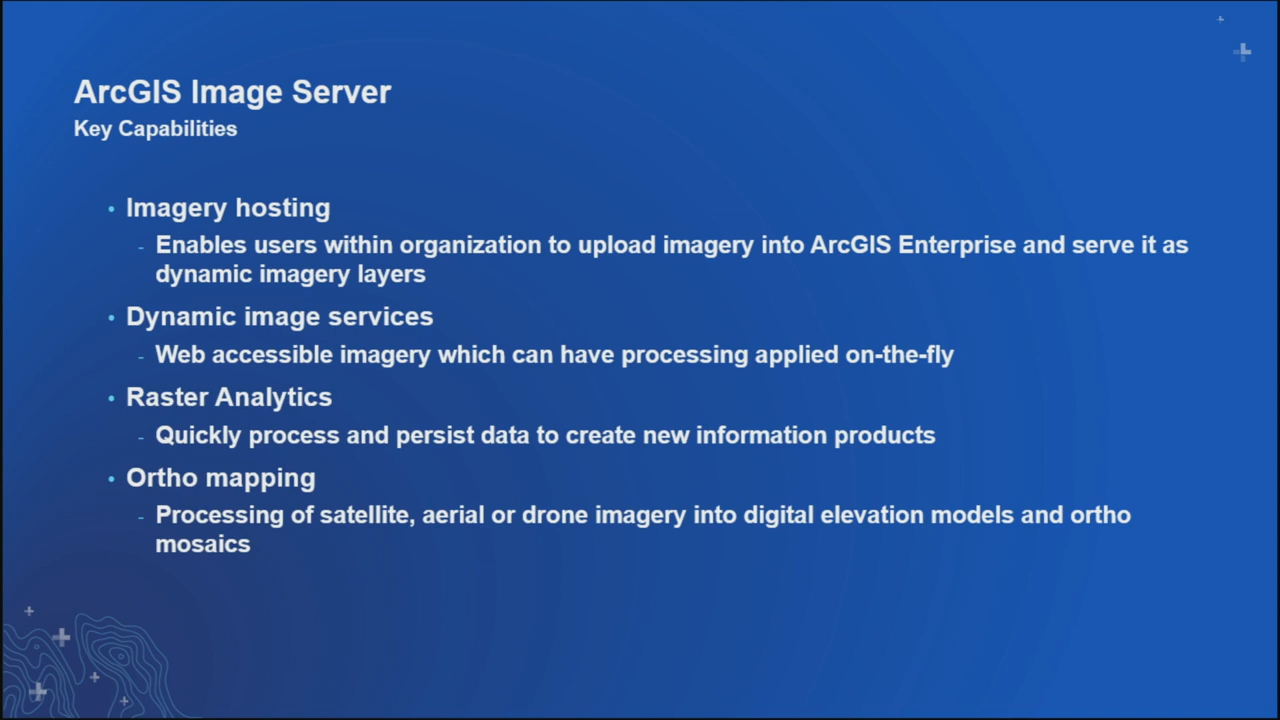 ArcGIS Image Server
Key Capabilities
• Imagery hosting
- Enables users within organization to upload imagery into ArcGIS Enterprise and serve it as
dynamic imagery layers
• Dynamic image services
- Web accessible imagery which can have processing applied on-the-fly
• Raster Analytics
- Quickly process and persist data to create new information products
• Ortho mapping
- Processing of satellite, aerial or drone imagery into digital elevation models and ortho
mosaics